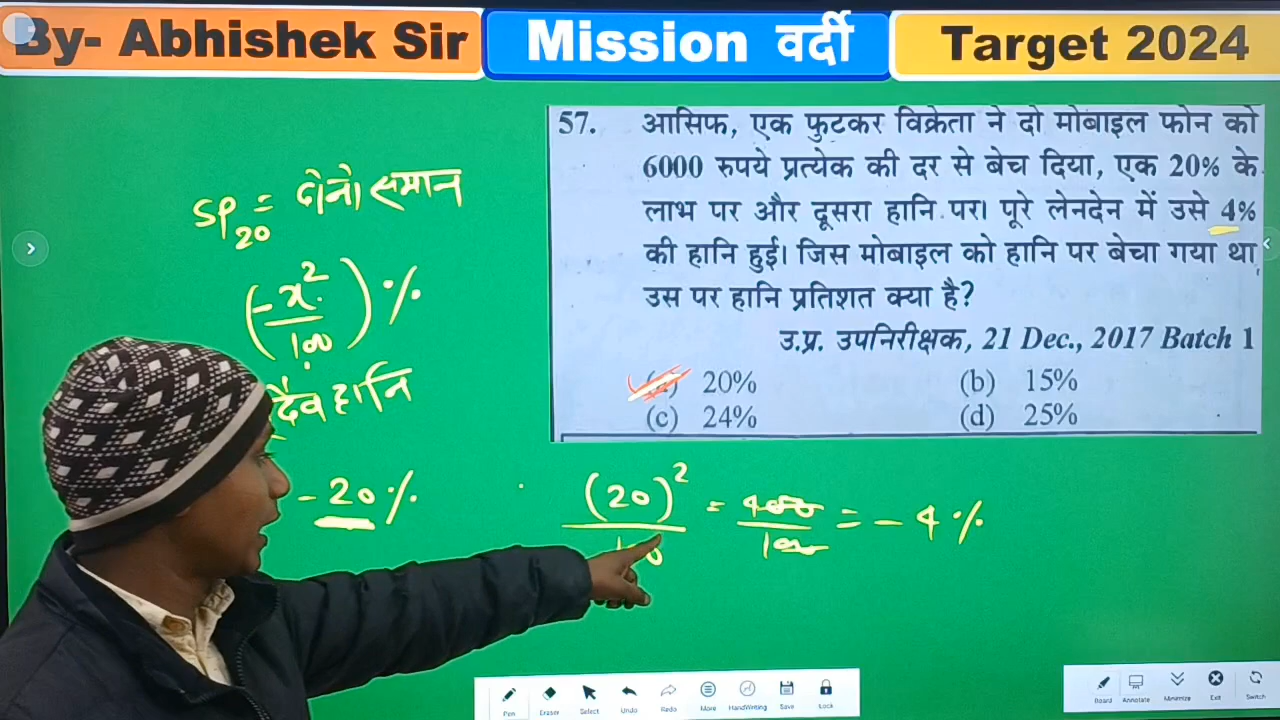 By- Abhishek Sir
Mission वर्दी
Target 2024
57. आसिफ, एक फुटकर विक्रेता ने दो मोबाइल फोन को
6000 रुपये प्रत्येक की दर से बेच दिया, एक 20% के
लाभ पर और दूसरा हानि पर। पूरे लेनदेन में उसे 4%
की हानि हुई। जिस मोबाइल को हानि पर बेचा गया था
उस पर हानि प्रतिशत क्या है?
उ.प्र. उपनिरीक्षक, 21 Dec., 2017 Batch 1
(a) 20% (b) 15%
(c) 24% (d) 25%
SP = दोनो समान
20
(-x²/100)%
हानि
-20%
(20)²/100 = 400/100 = -4%
Pen Eraser Select Undo Redo More HandWriting Save Lock
Board Annotate Minimize Exit Switch